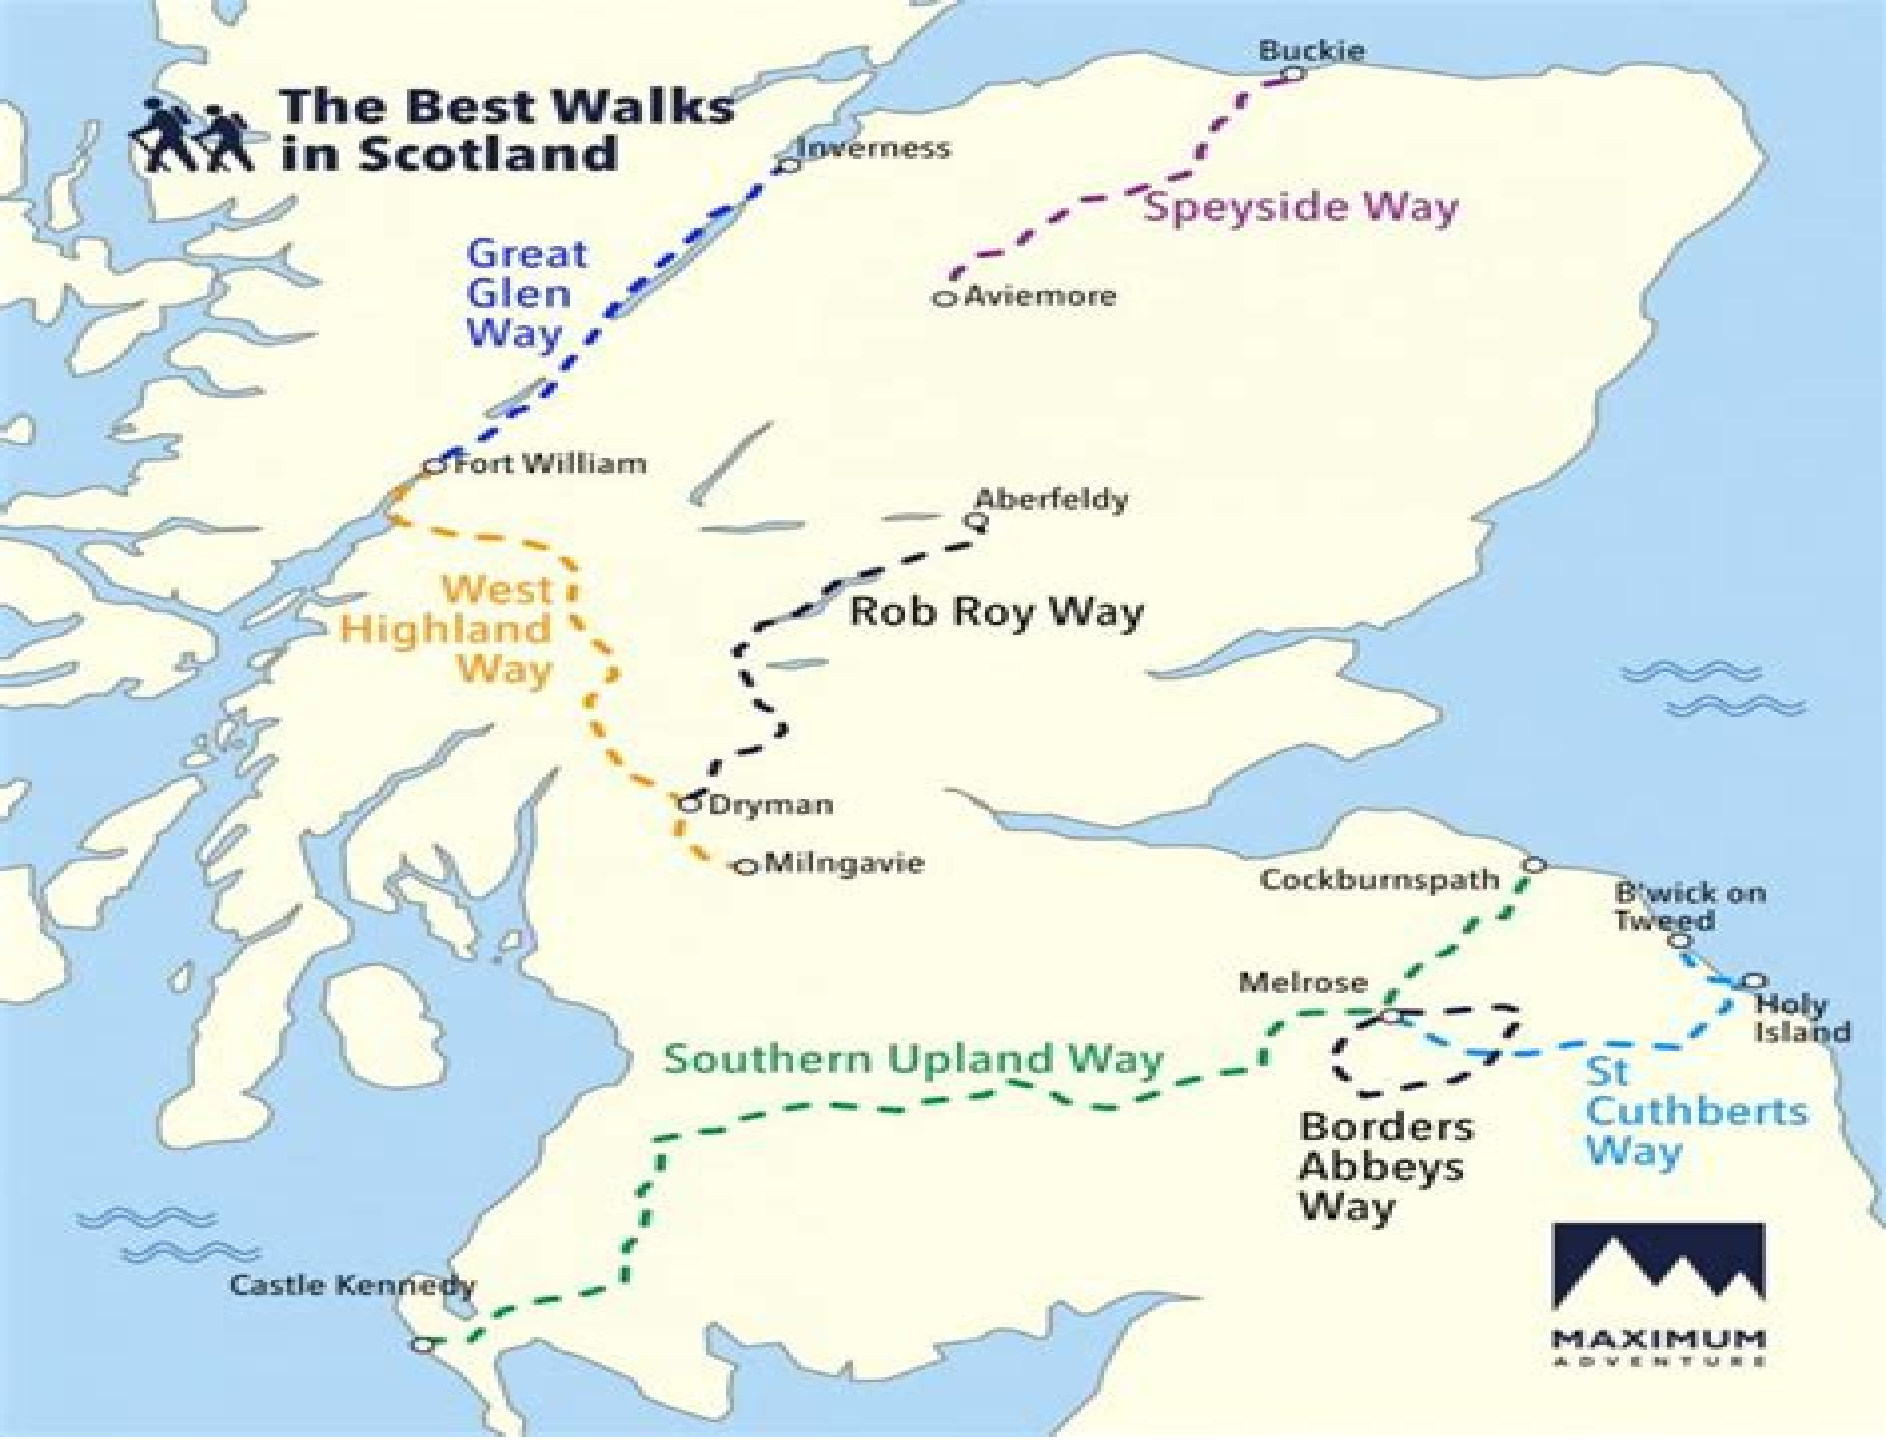 The Best Walks
in Scotland
Buckie
Inverness
Speyside Way
Great
Glen
Way
Aviemore
Fort William
Aberfeldy
West
Highland
Way
Rob Roy Way
Dryman
Milngavie
Cockburnspath
B'wick on
Tweed
Melrose
Holy
Island
Southern Upland Way
St
Cuthberts
Way
Borders
Abbeys
Way
Castle Kennedy
MAXIMUM
ADVENTURE